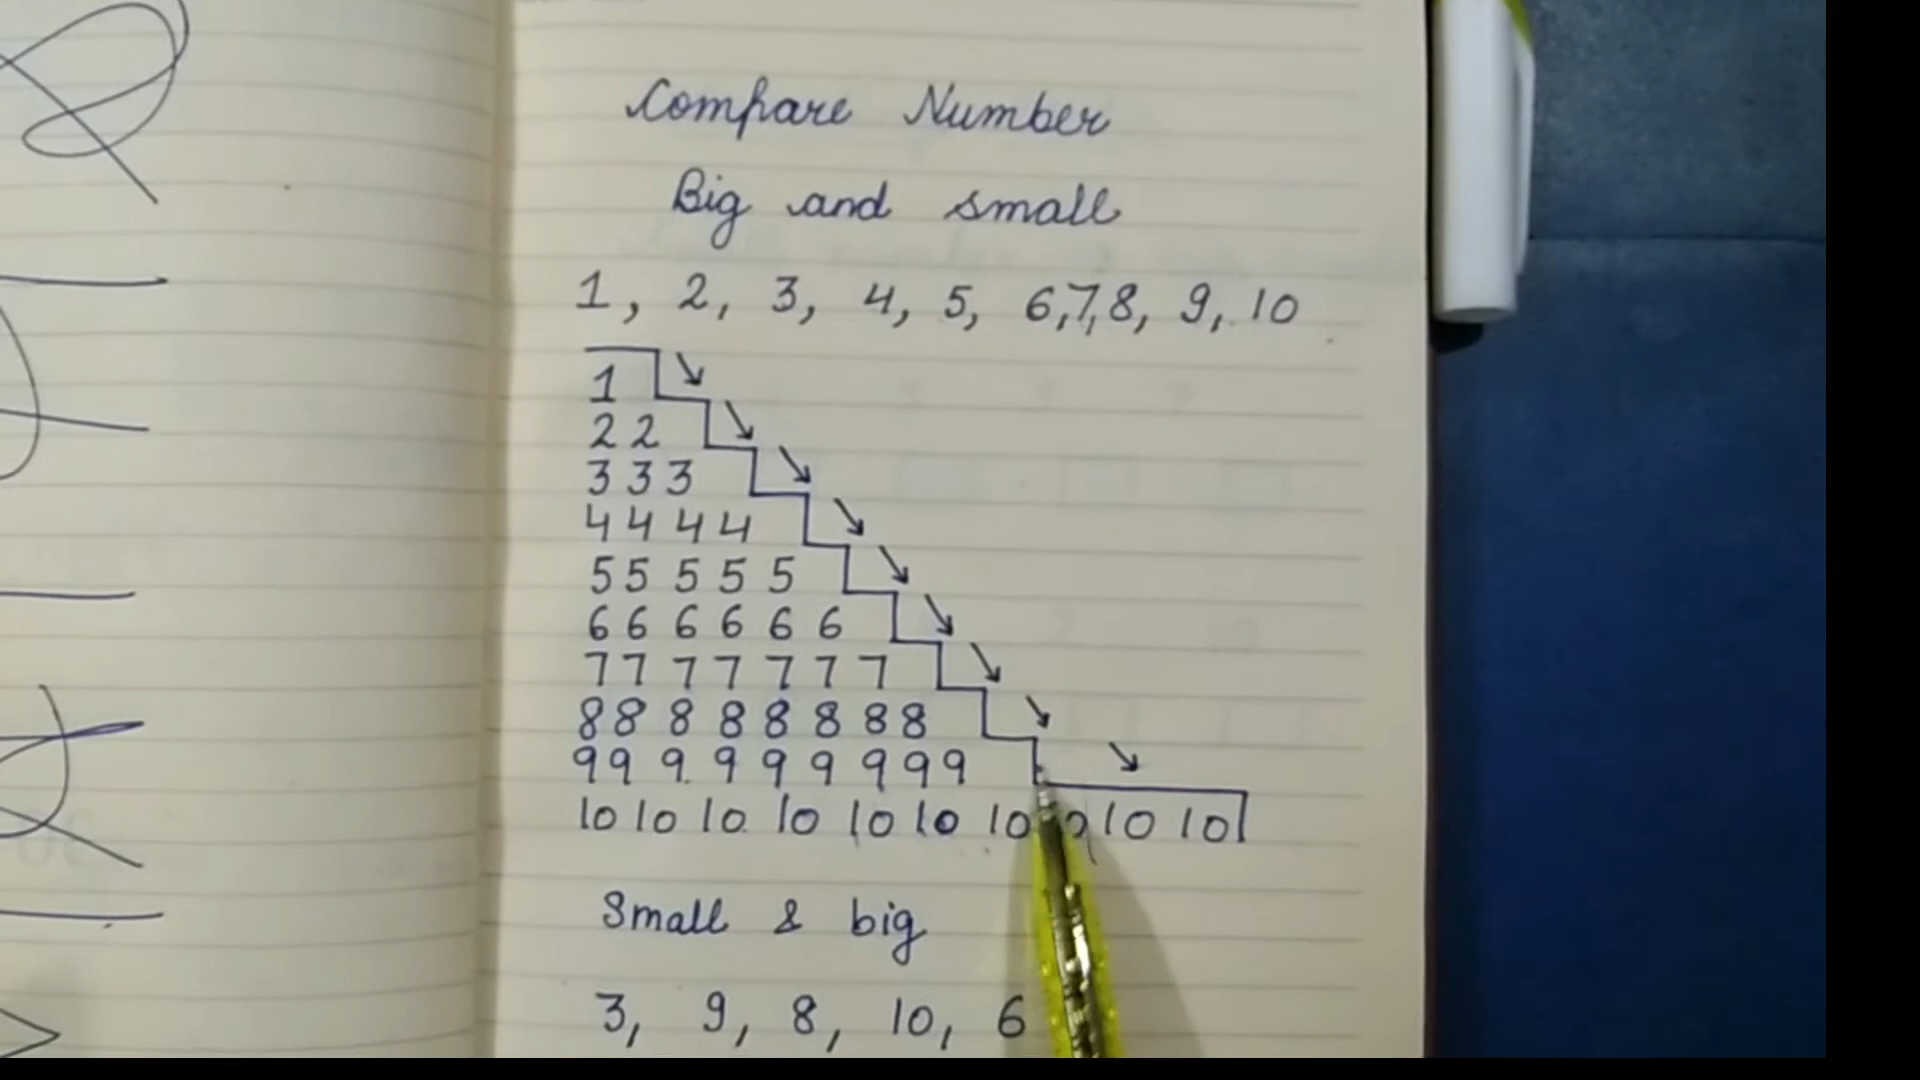 Compare Number
Big and small
1, 2, 3, 4, 5, 6,7,8, 9, 10
1
2 2
3 3 3
4 4 4 4
5 5 5 5 5
6 6 6 6 6 6
7 7 7 7 7 7 7
8 8 8 8 8 8 8 8
9 9 9 9 9 9 9 9 9
10 10 10 10 10 10 10 10 10
Small & big
3, 9, 8, 10, 6